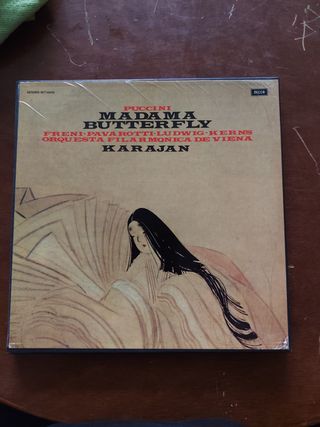 DECCA
PUCCINI
MADAMA
BUTTERFLY
FRENI·PAVAROTTI·LUDWIG·KERNS
ORQUESTA FILARMONICA DE VIENA
KARAJAN